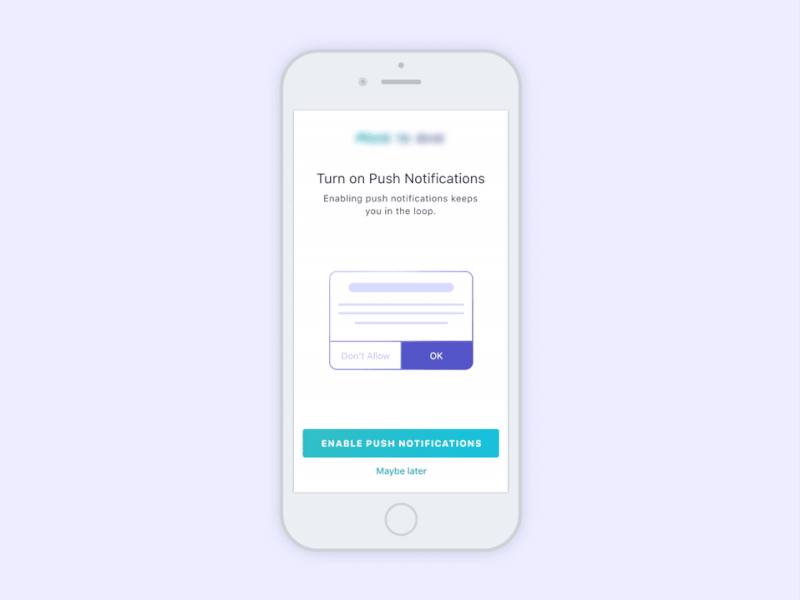 Turn on Push Notifications
Enabling push notifications keeps
you in the loop.
Don't Allow
OK
ENABLE PUSH NOTIFICATIONS
Maybe later